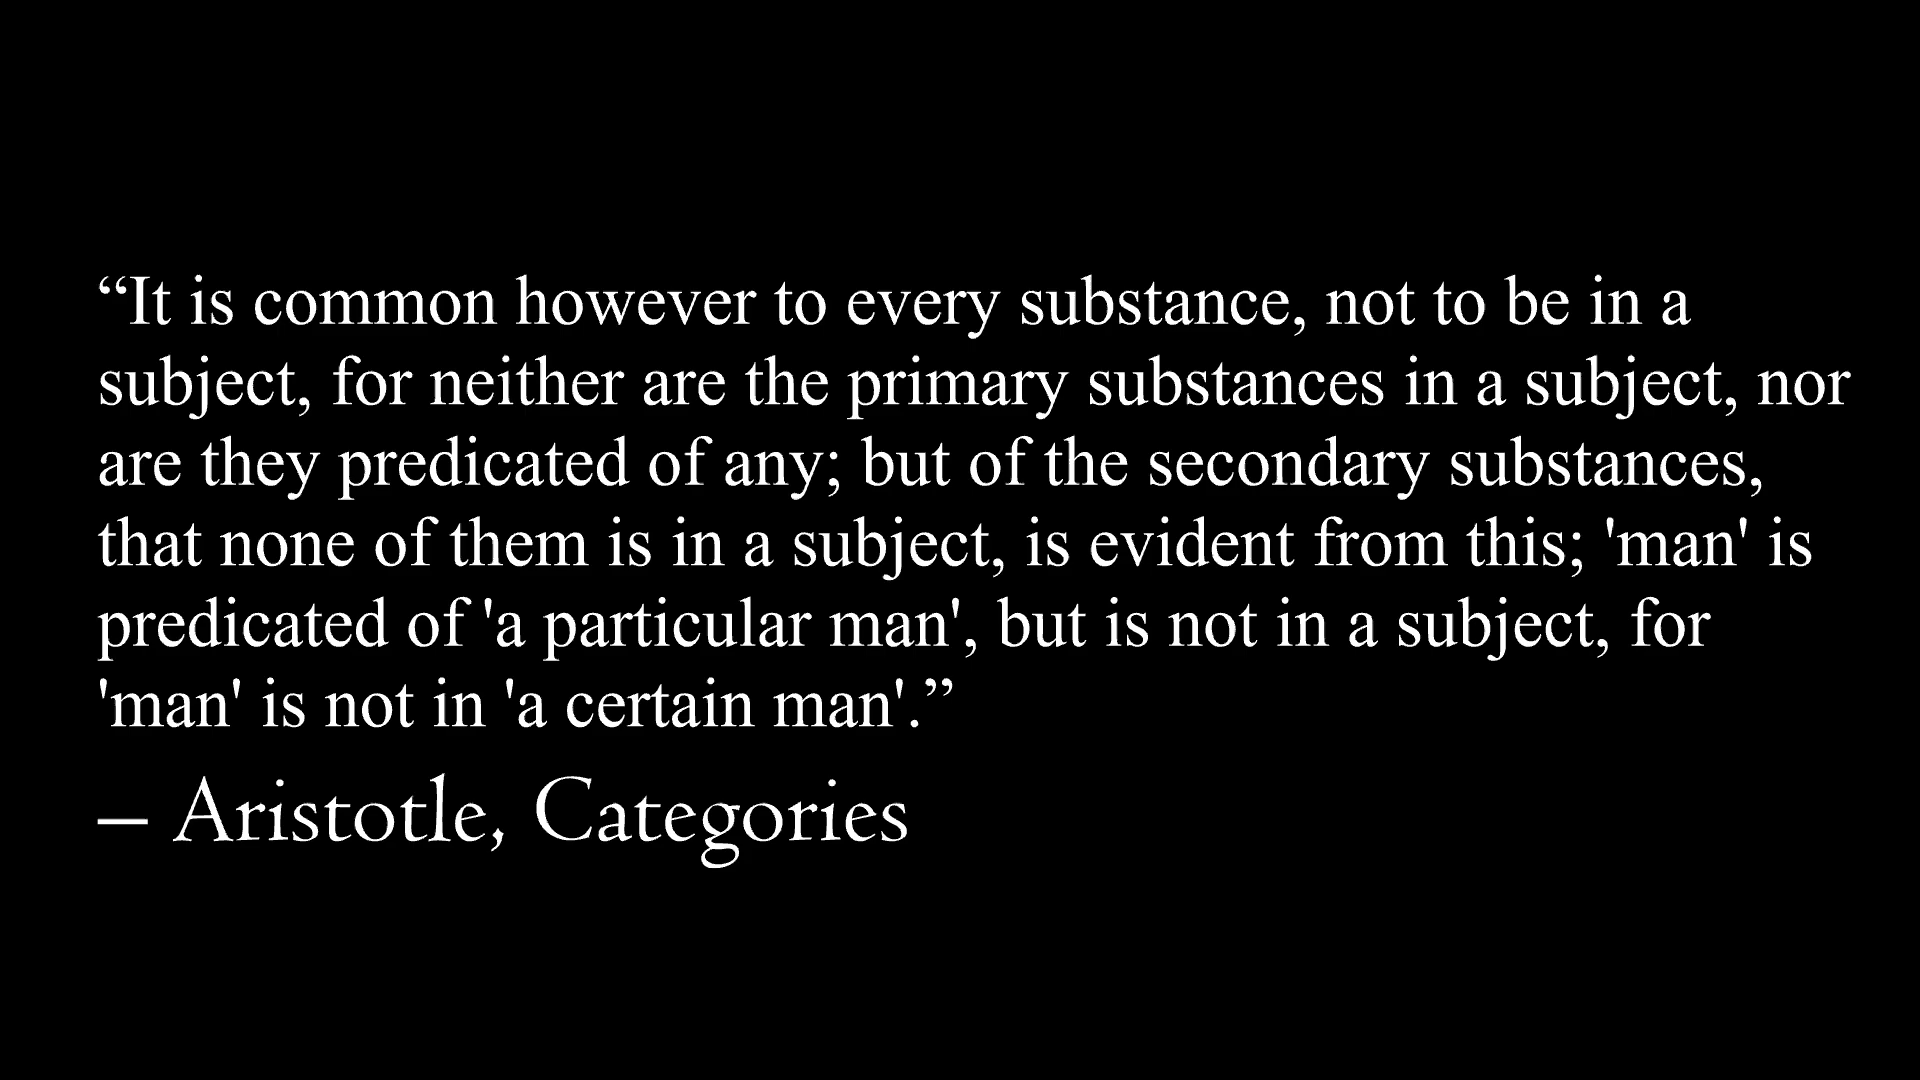 “It is common however to every substance, not to be in a
subject, for neither are the primary substances in a subject, nor
are they predicated of any; but of the secondary substances,
that none of them is in a subject, is evident from this; 'man' is
predicated of 'a particular man', but is not in a subject, for
'man' is not in 'a certain man'.”
– Aristotle, Categories